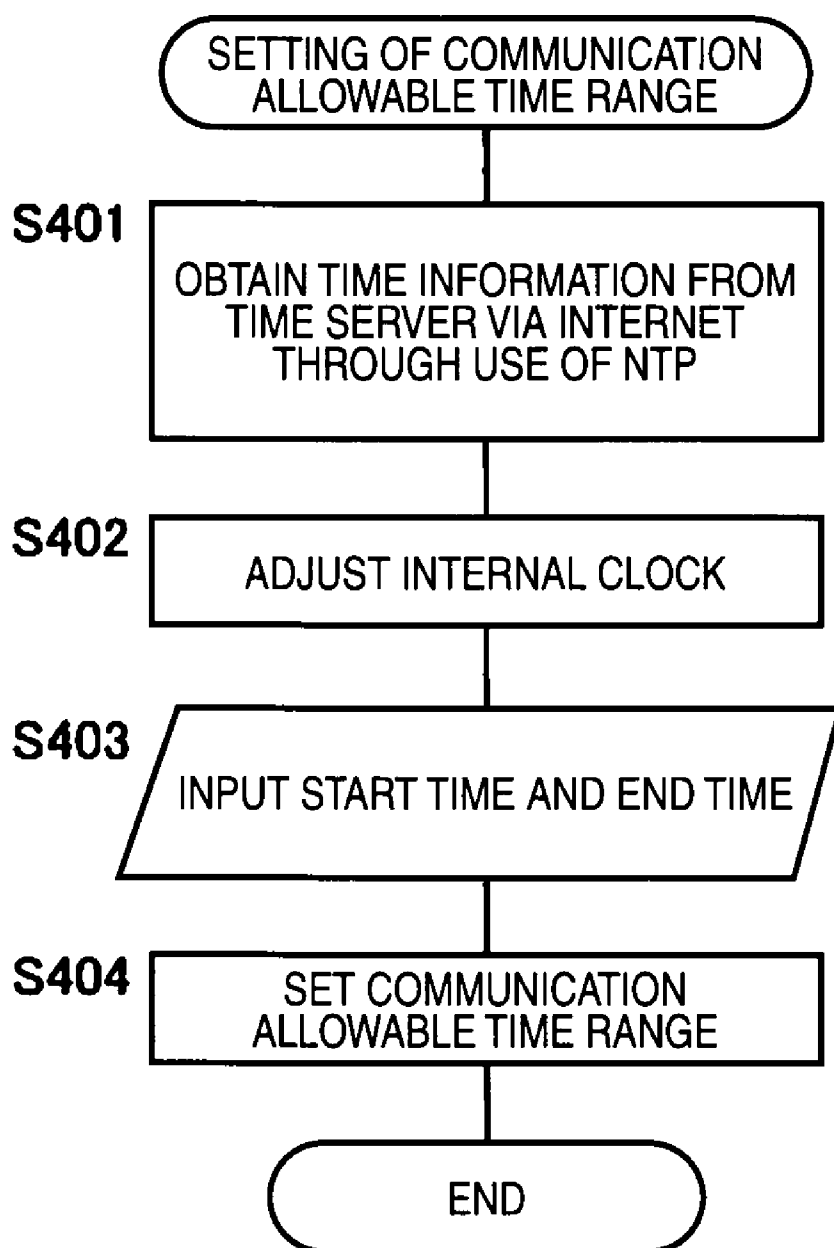 SETTING OF COMMUNICATION
ALLOWABLE TIME RANGE
S401
OBTAIN TIME INFORMATION FROM
TIME SERVER VIA INTERNET
THROUGH USE OF NTP
S402
ADJUST INTERNAL CLOCK
S403
INPUT START TIME AND END TIME
S404
SET COMMUNICATION
ALLOWABLE TIME RANGE
END